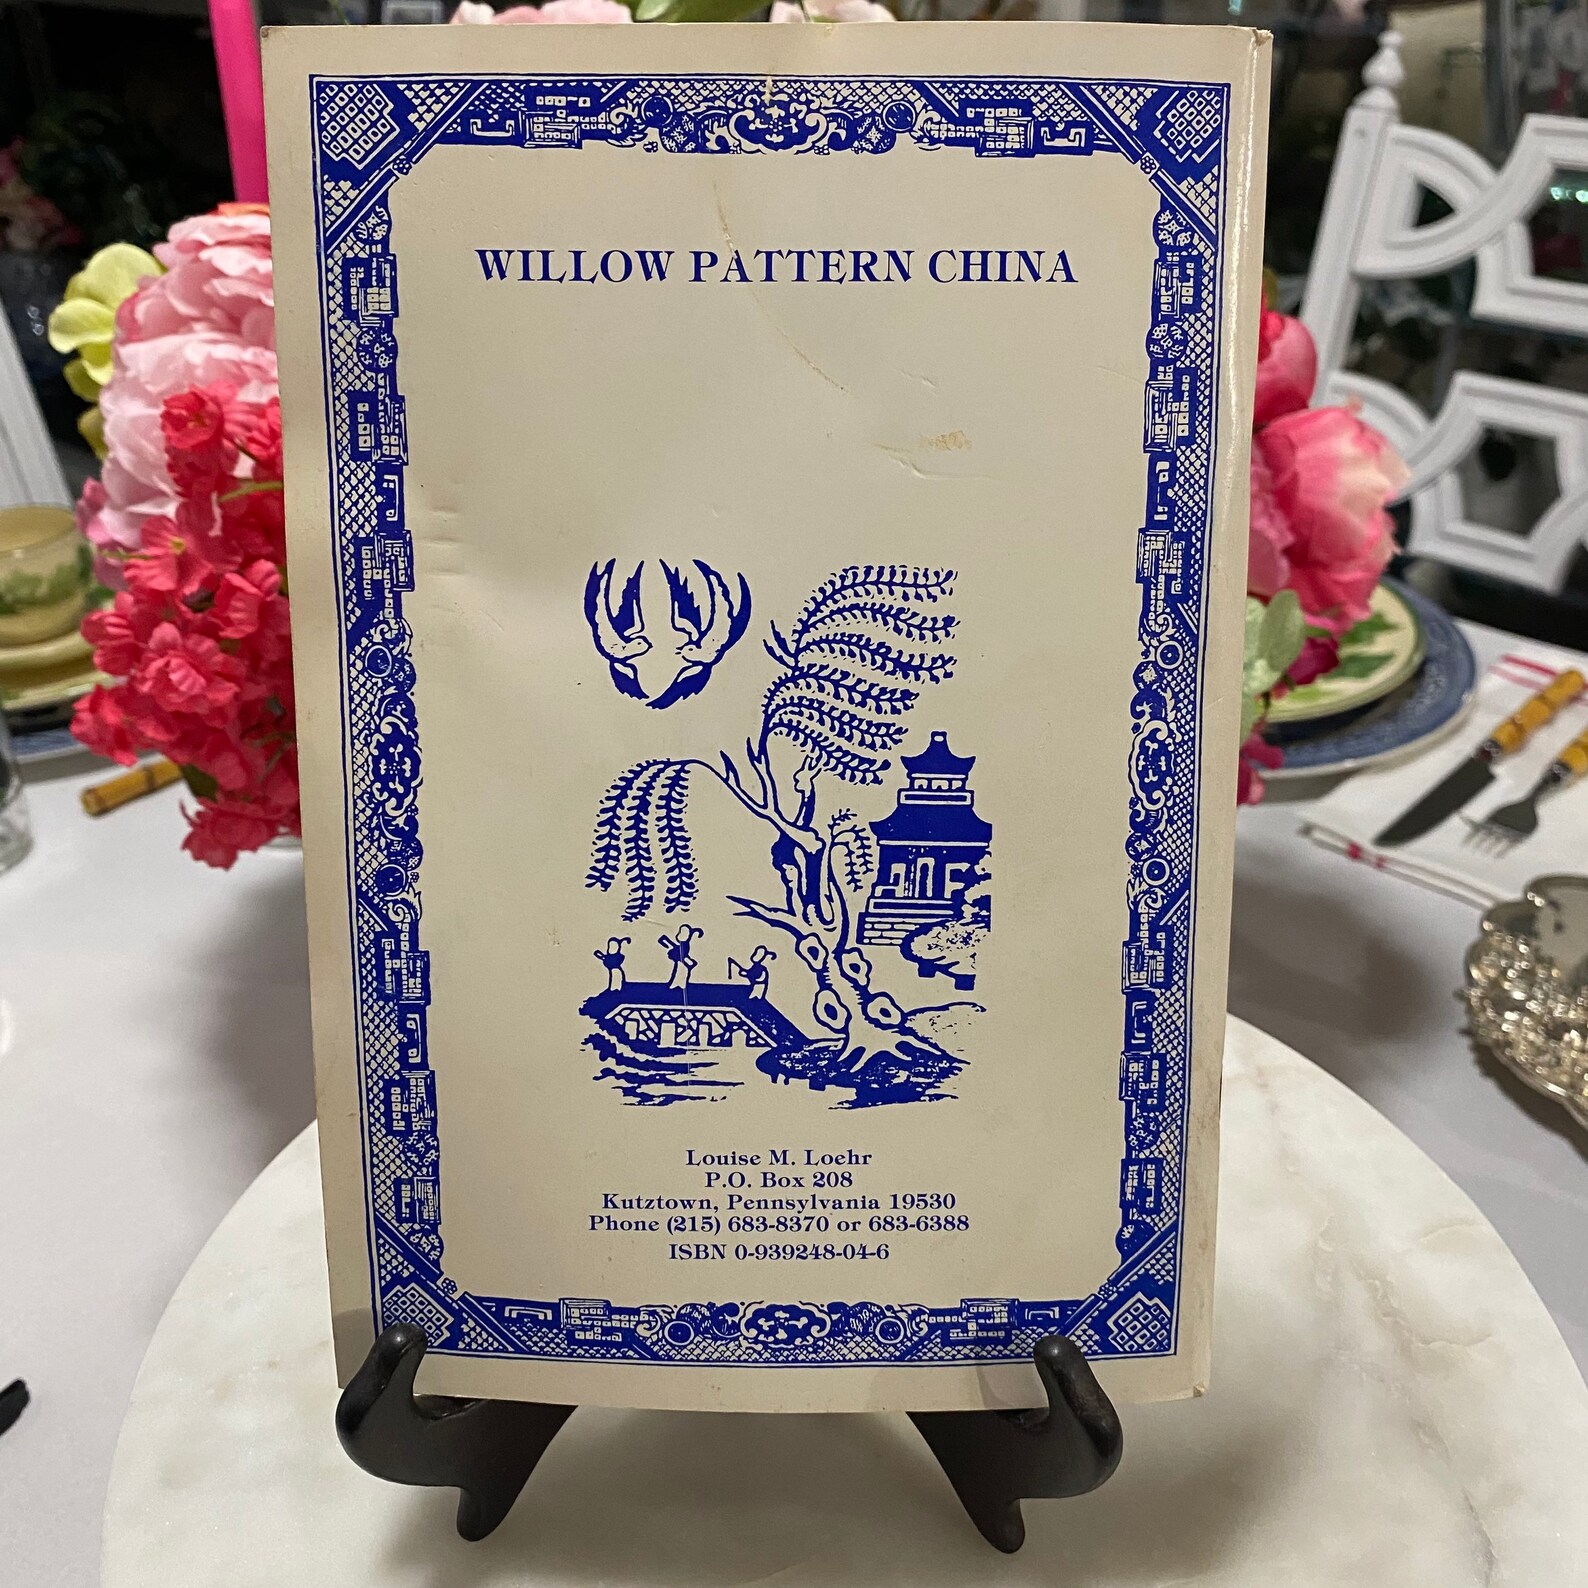 WILLOW PATTERN CHINA
Louise M. Loehr
P.O. Box 208
Kutztown, Pennsylvania 19530
Phone (215) 683-8370 or 683-6388
ISBN 0-939248-04-6